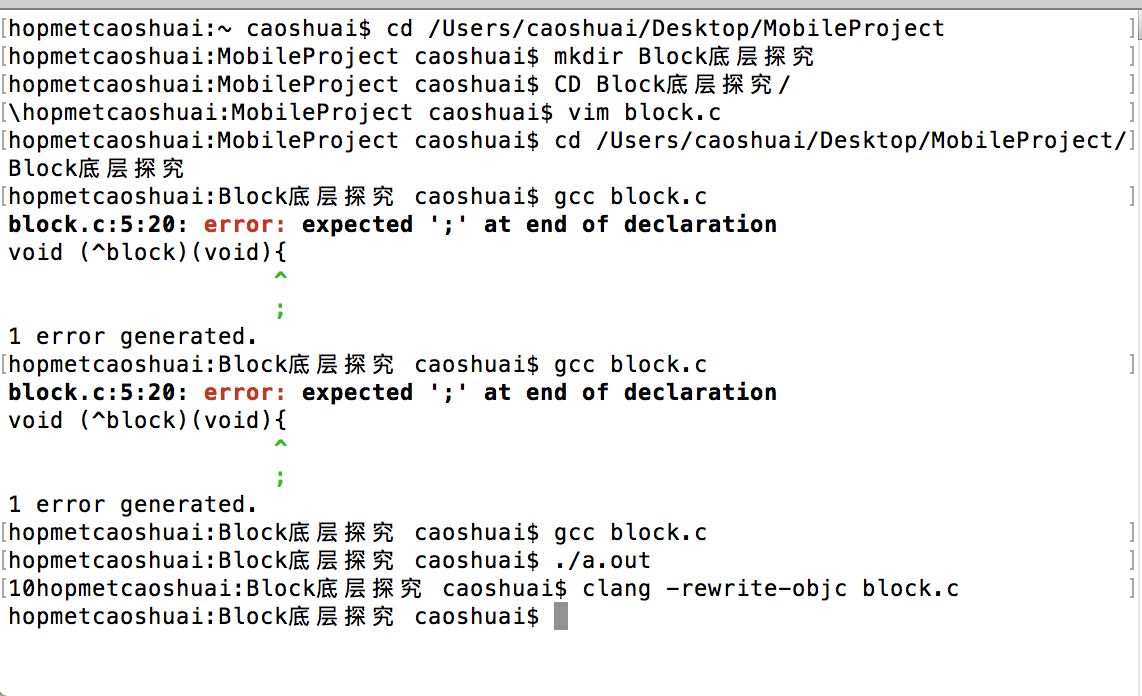 [hopmetcaoshuai:~ caoshuai$ cd /Users/caoshuai/Desktop/MobileProject ]
[hopmetcaoshuai:MobileProject caoshuai$ mkdir Block底层探究 ]
[hopmetcaoshuai:MobileProject caoshuai$ CD Block底层探究/ ]
[\hopmetcaoshuai:MobileProject caoshuai$ vim block.c ]
[hopmetcaoshuai:MobileProject caoshuai$ cd /Users/caoshuai/Desktop/MobileProject/]
Block底层探究
[hopmetcaoshuai:Block底层探究 caoshuai$ gcc block.c ]
block.c:5:20: error: expected ';' at end of declaration
void (^block)(void){
^
;
1 error generated.
[hopmetcaoshuai:Block底层探究 caoshuai$ gcc block.c ]
block.c:5:20: error: expected ';' at end of declaration
void (^block)(void){
^
;
1 error generated.
[hopmetcaoshuai:Block底层探究 caoshuai$ gcc block.c ]
[hopmetcaoshuai:Block底层探究 caoshuai$ ./a.out ]
[10hopmetcaoshuai:Block底层探究 caoshuai$ clang -rewrite-objc block.c ]
hopmetcaoshuai:Block底层探究 caoshuai$